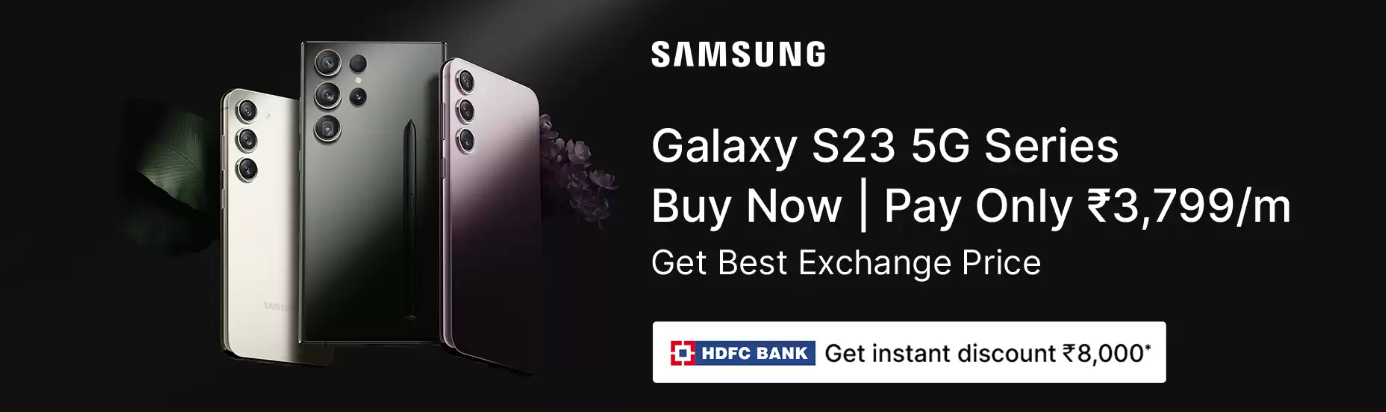 SAMSUNG
Galaxy S23 5G Series
Buy Now | Pay Only ₹3,799/m
Get Best Exchange Price
HDFC BANK Get instant discount ₹8,000*